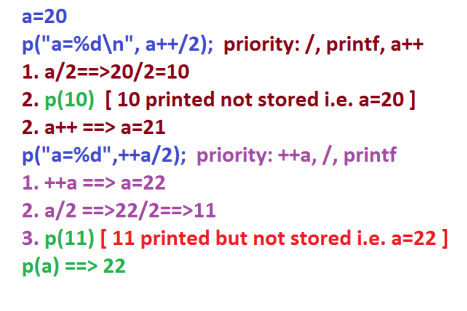 a=20
p("a=%d\n", a++/2); priority: /, printf, a++
1. a/2==>20/2=10
2. p(10) [ 10 printed not stored i.e. a=20 ]
2. a++ ==> a=21
p("a=%d",++a/2); priority: ++a, /, printf
1. ++a ==> a=22
2. a/2 ==>22/2==>11
3. p(11) [ 11 printed but not stored i.e. a=22 ]
p(a) ==> 22